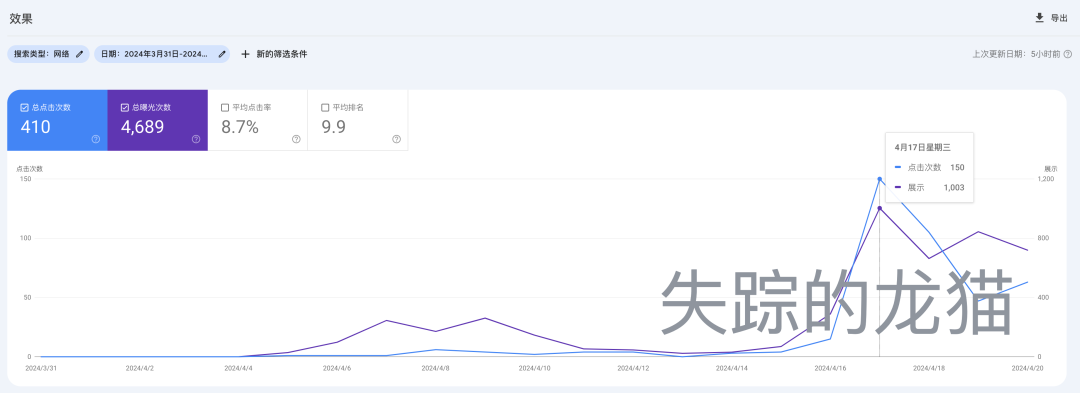 效果
导出
搜索类型：网络
日期：2024年3月31日-2024...
+ 新的筛选条件
上次更新日期：5小时前
总点击次数
410
总曝光次数
4,689
平均点击率
8.7%
平均排名
9.9
4月17日星期三
点击次数 150
展示 1,003
点击次数
展示
150
1,200
100
800
50
400
0
0
失踪的龙猫
2024/3/31
2024/4/2
2024/4/4
2024/4/6
2024/4/8
2024/4/10
2024/4/12
2024/4/14
2024/4/16
2024/4/18
2024/4/20